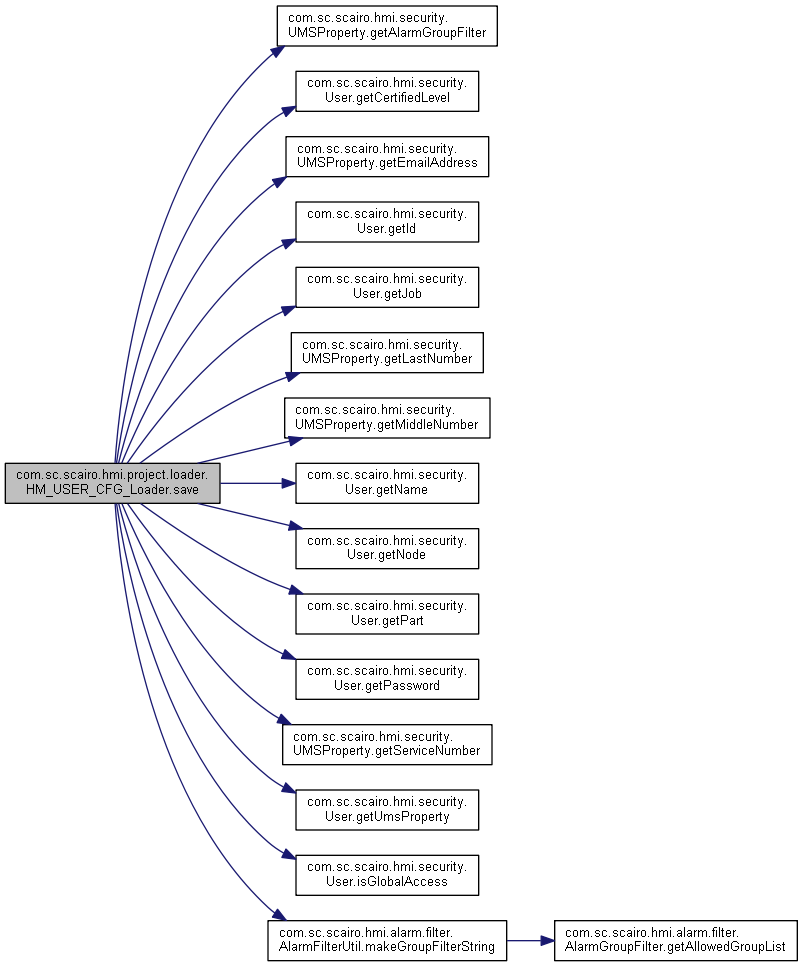 com.sc.scairo.hmi.security.
UMSProperty.getAlarmGroupFilter
com.sc.scairo.hmi.security.
User.getCertifiedLevel
com.sc.scairo.hmi.security.
UMSProperty.getEmailAddress
com.sc.scairo.hmi.security.
User.getId
com.sc.scairo.hmi.security.
User.getJob
com.sc.scairo.hmi.security.
UMSProperty.getLastNumber
com.sc.scairo.hmi.security.
UMSProperty.getMiddleNumber
com.sc.scairo.hmi.project.loader.
HM_USER_CFG_Loader.save
com.sc.scairo.hmi.security.
User.getName
com.sc.scairo.hmi.security.
User.getNode
com.sc.scairo.hmi.security.
User.getPart
com.sc.scairo.hmi.security.
User.getPassword
com.sc.scairo.hmi.security.
UMSProperty.getServiceNumber
com.sc.scairo.hmi.security.
User.getUmsProperty
com.sc.scairo.hmi.security.
User.isGlobalAccess
com.sc.scairo.hmi.alarm.filter.
AlarmFilterUtil.makeGroupFilterString
com.sc.scairo.hmi.alarm.filter.
AlarmGroupFilter.getAllowedGroupList